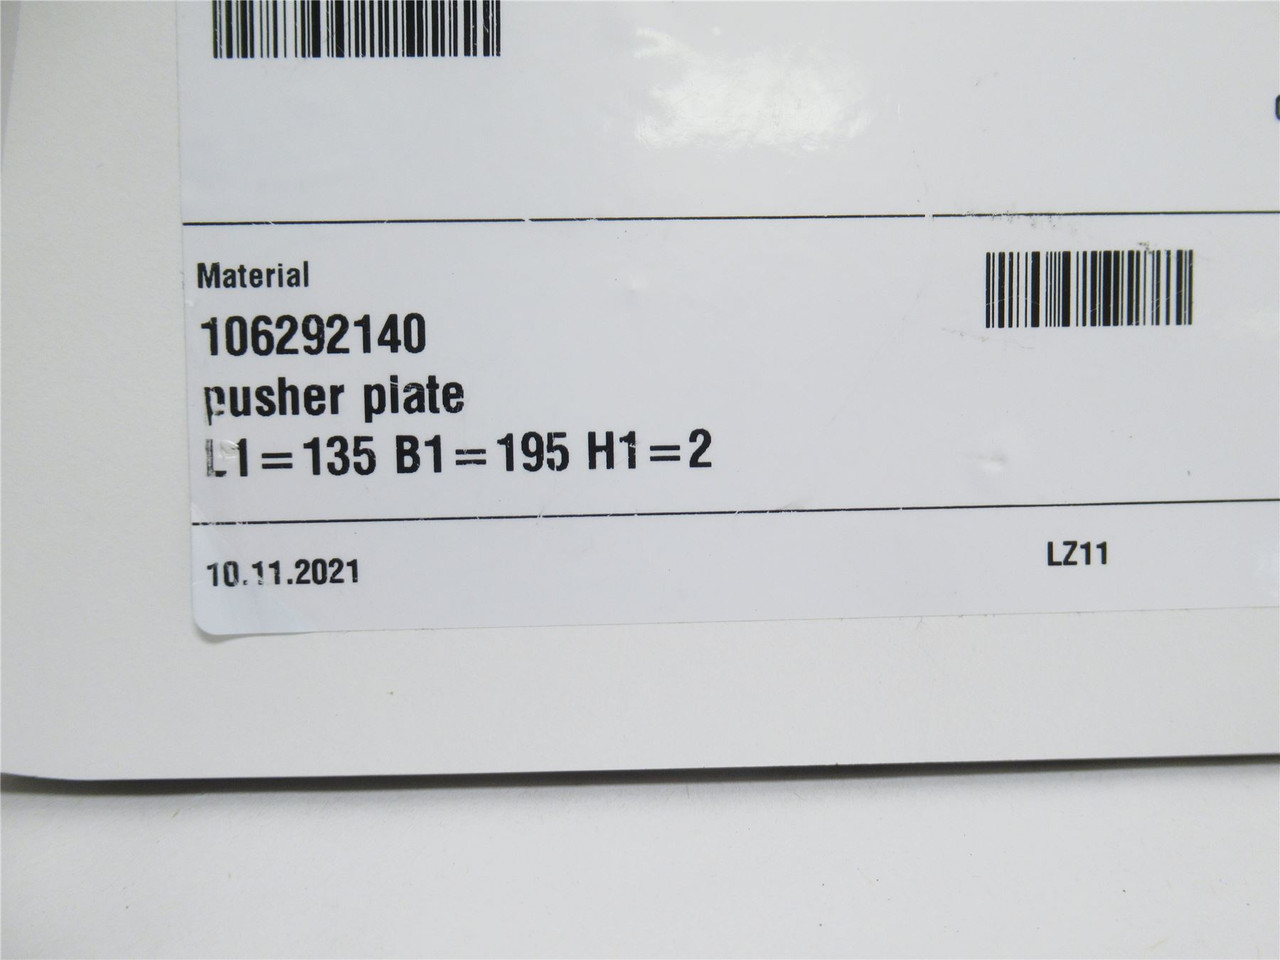 Material
106292140
pusher plate
L1=135 B1=195 H1=2
10.11.2021
LZ11